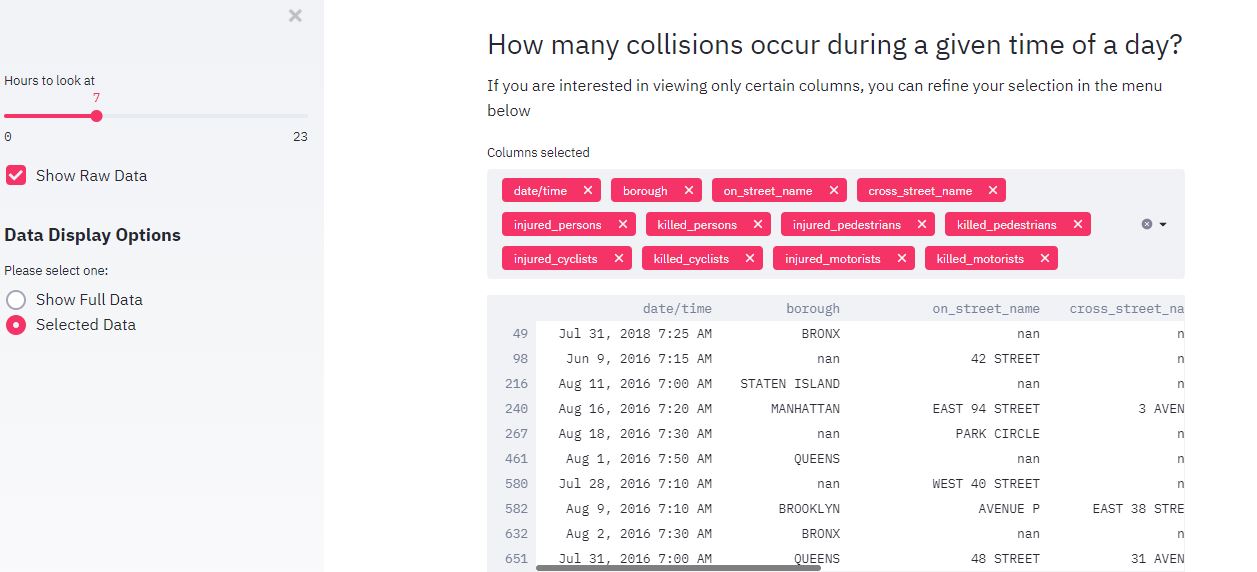 Hours to look at
7
0 23
Show Raw Data
Data Display Options
Please select one:
Show Full Data
Selected Data
How many collisions occur during a given time of a day?
If you are interested in viewing only certain columns, you can refine your selection in the menu
below
Columns selected
date/time borough on_street_name cross_street_name
injured_persons killed_persons injured_pedestrians killed_pedestrians
injured_cyclists killed_cyclists injured_motorists killed_motorists
date/time borough on_street_name cross_street_na
49 Jul 31, 2018 7:25 AM BRONX nan n
98 Jun 9, 2016 7:15 AM nan 42 STREET n
216 Aug 11, 2016 7:00 AM STATEN ISLAND nan n
240 Aug 16, 2016 7:20 AM MANHATTAN EAST 94 STREET 3 AVEN
267 Aug 18, 2016 7:30 AM nan PARK CIRCLE n
461 Aug 1, 2016 7:50 AM QUEENS nan n
580 Jul 28, 2016 7:10 AM nan WEST 40 STREET n
582 Aug 9, 2016 7:10 AM BROOKLYN AVENUE P EAST 38 STRE
632 Aug 2, 2016 7:30 AM BRONX nan n
651 Jul 31, 2016 7:00 AM QUEENS 48 STREET 31 AVEN